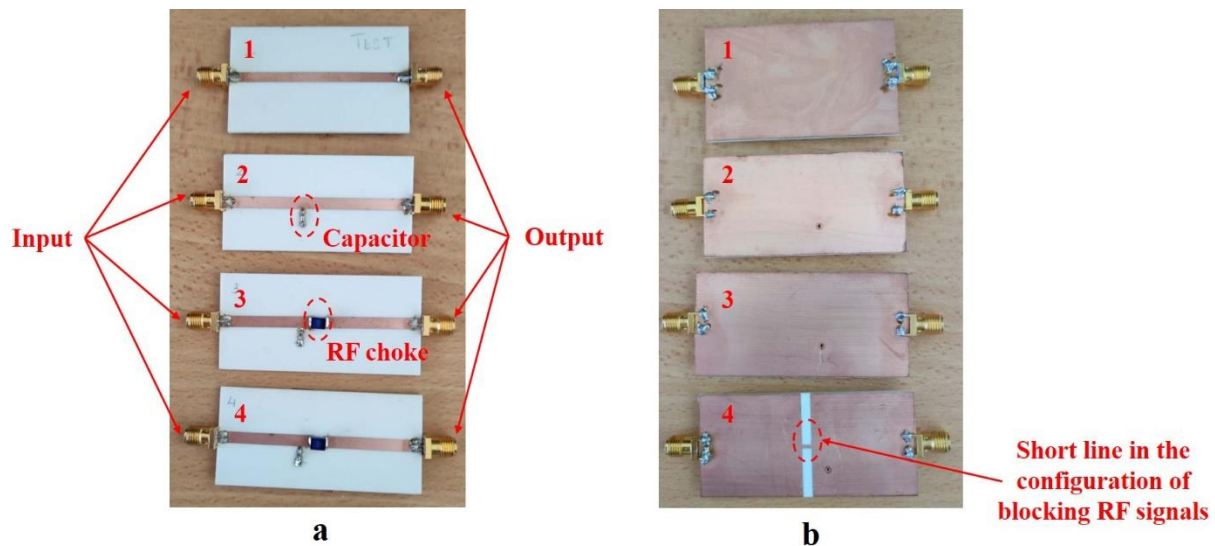 1
TEST
2
Capacitor
Input
Output
3
RF choke
4
4
a
1
2
3
4
Short line in the
configuration of
blocking RF signals
b